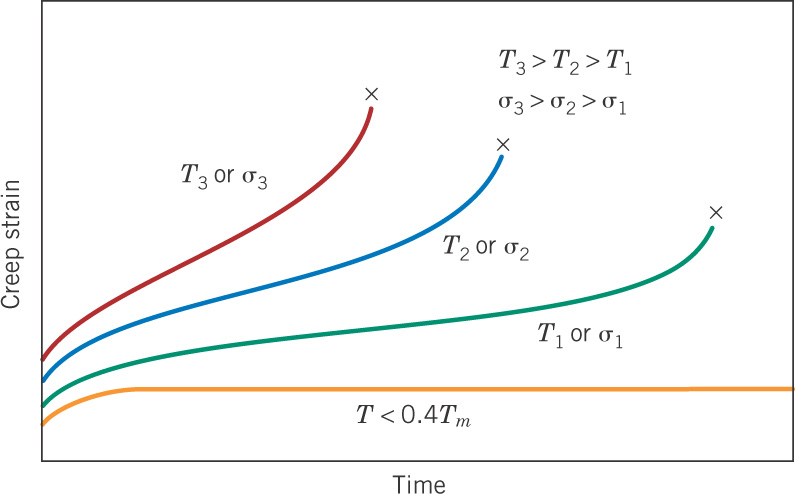 T₃ > T₂ > T₁
σ₃ > σ₂ > σ₁
T₃ or σ₃
T₂ or σ₂
T₁ or σ₁
T < 0.4Tₘ
Creep strain
Time